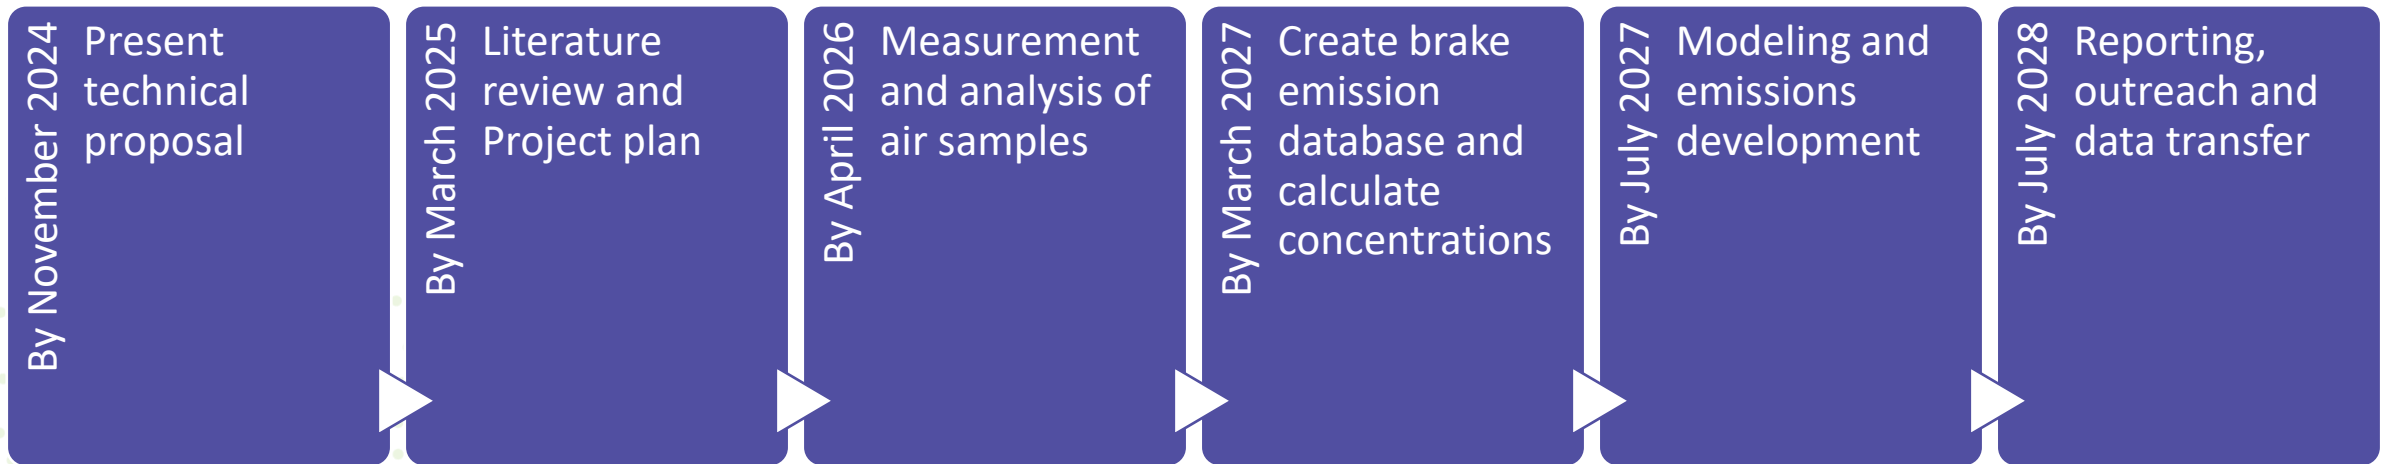 By November 2024
Present
technical
proposal
By March 2025
Literature
review and
Project plan
By April 2026
Measurement
and analysis of
air samples
By March 2027
Create brake
emission
database and
calculate
concentrations
By July 2027
Modeling and
emissions
development
By July 2028
Reporting,
outreach and
data transfer